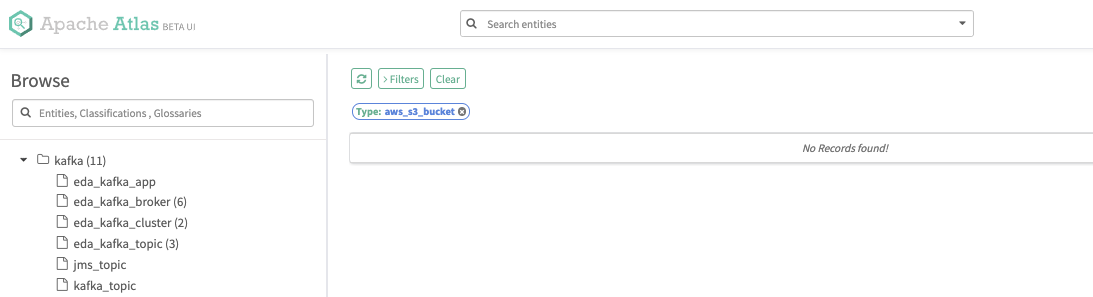 Apache Atlas BETA UI
Search entities
Browse
Entities, Classifications , Glossaries
kafka (11)
eda_kafka_app
eda_kafka_broker (6)
eda_kafka_cluster (2)
eda_kafka_topic (3)
jms_topic
kafka_topic
› Filters
Clear
Type: aws_s3_bucket
No Records found!